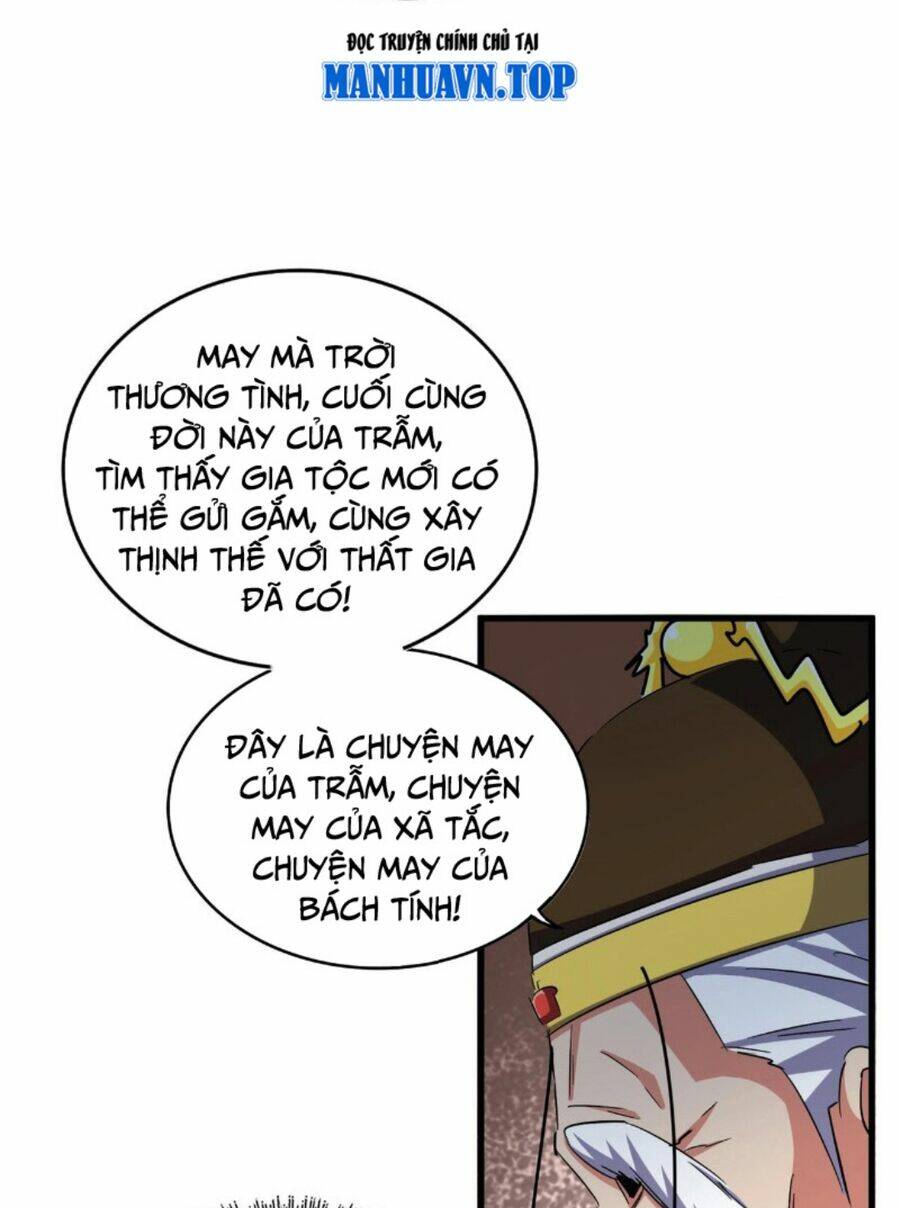 ĐỌC TRUYỆN CHÍNH CHỦ TẠI
MANHUAVN.TOP
MAY MÀ TRỜI
THƯƠNG TÌNH, CUỐI CÙNG
ĐỜI NÀY CỦA TRẪM,
TÌM THẤY GIA TỘC MỚI CÓ
THỂ GỬI GẮM, CÙNG XÂY
THỊNH THẾ VỚI THẤT GIA
ĐÃ CÓ!
ĐÂY LÀ CHUYỆN MAY
CỦA TRẪM, CHUYỆN
MAY CỦA XÃ TẮC,
CHUYỆN MAY CỦA
BÁCH TÍNH!